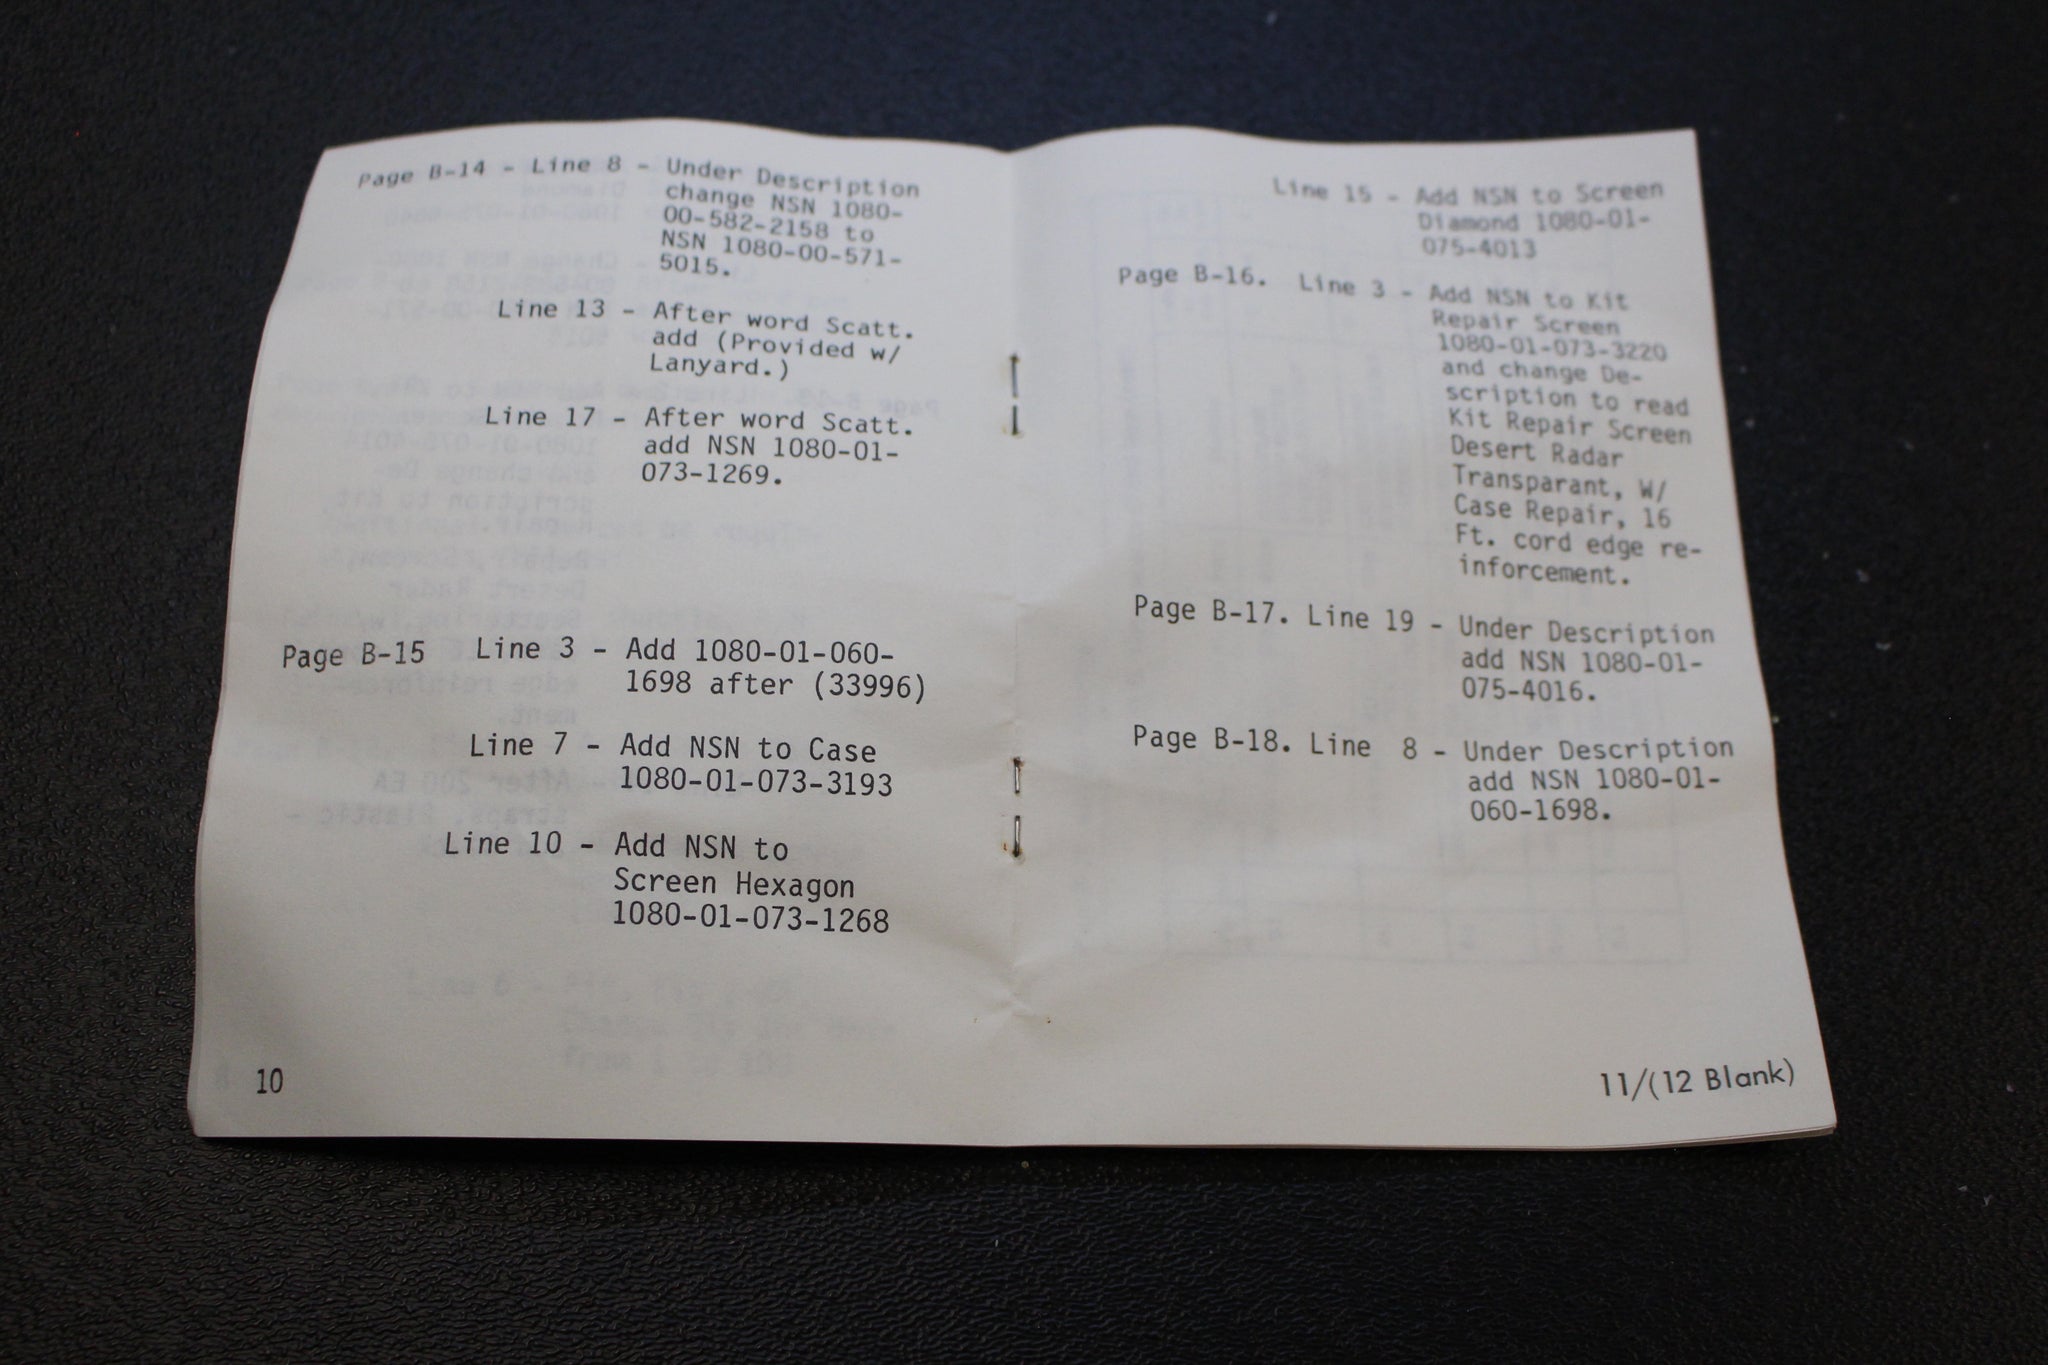 Page B-14 - Line 8 - Under Description
change NSN 1080-
00-582-2158 to
NSN 1080-00-571-
5015.
Line 13 - After word Scatt.
add (Provided w/
Lanyard.)
Line 17 - After word Scatt.
add NSN 1080-01-
073-1269.
Page B-15 Line 3 - Add 1080-01-060-
1698 after (33996)
Line 7 - Add NSN to Case
1080-01-073-3193
Line 10 - Add NSN to
Screen Hexagon
1080-01-073-1268
10
Line 15 - Add NSN to Screen
Diamond 1080-01-
075-4013
Page B-16. Line 3 - Add NSN to Kit
Repair Screen
1080-01-073-3220
and change De-
scription to read
Kit Repair Screen
Desert Radar
Transparant, W/
Case Repair, 16
Ft. cord edge re-
inforcement.
Page B-17. Line 19 - Under Description
add NSN 1080-01-
075-4016.
Page B-18. Line 8 - Under Description
add NSN 1080-01-
060-1698.
11/(12 Blank)